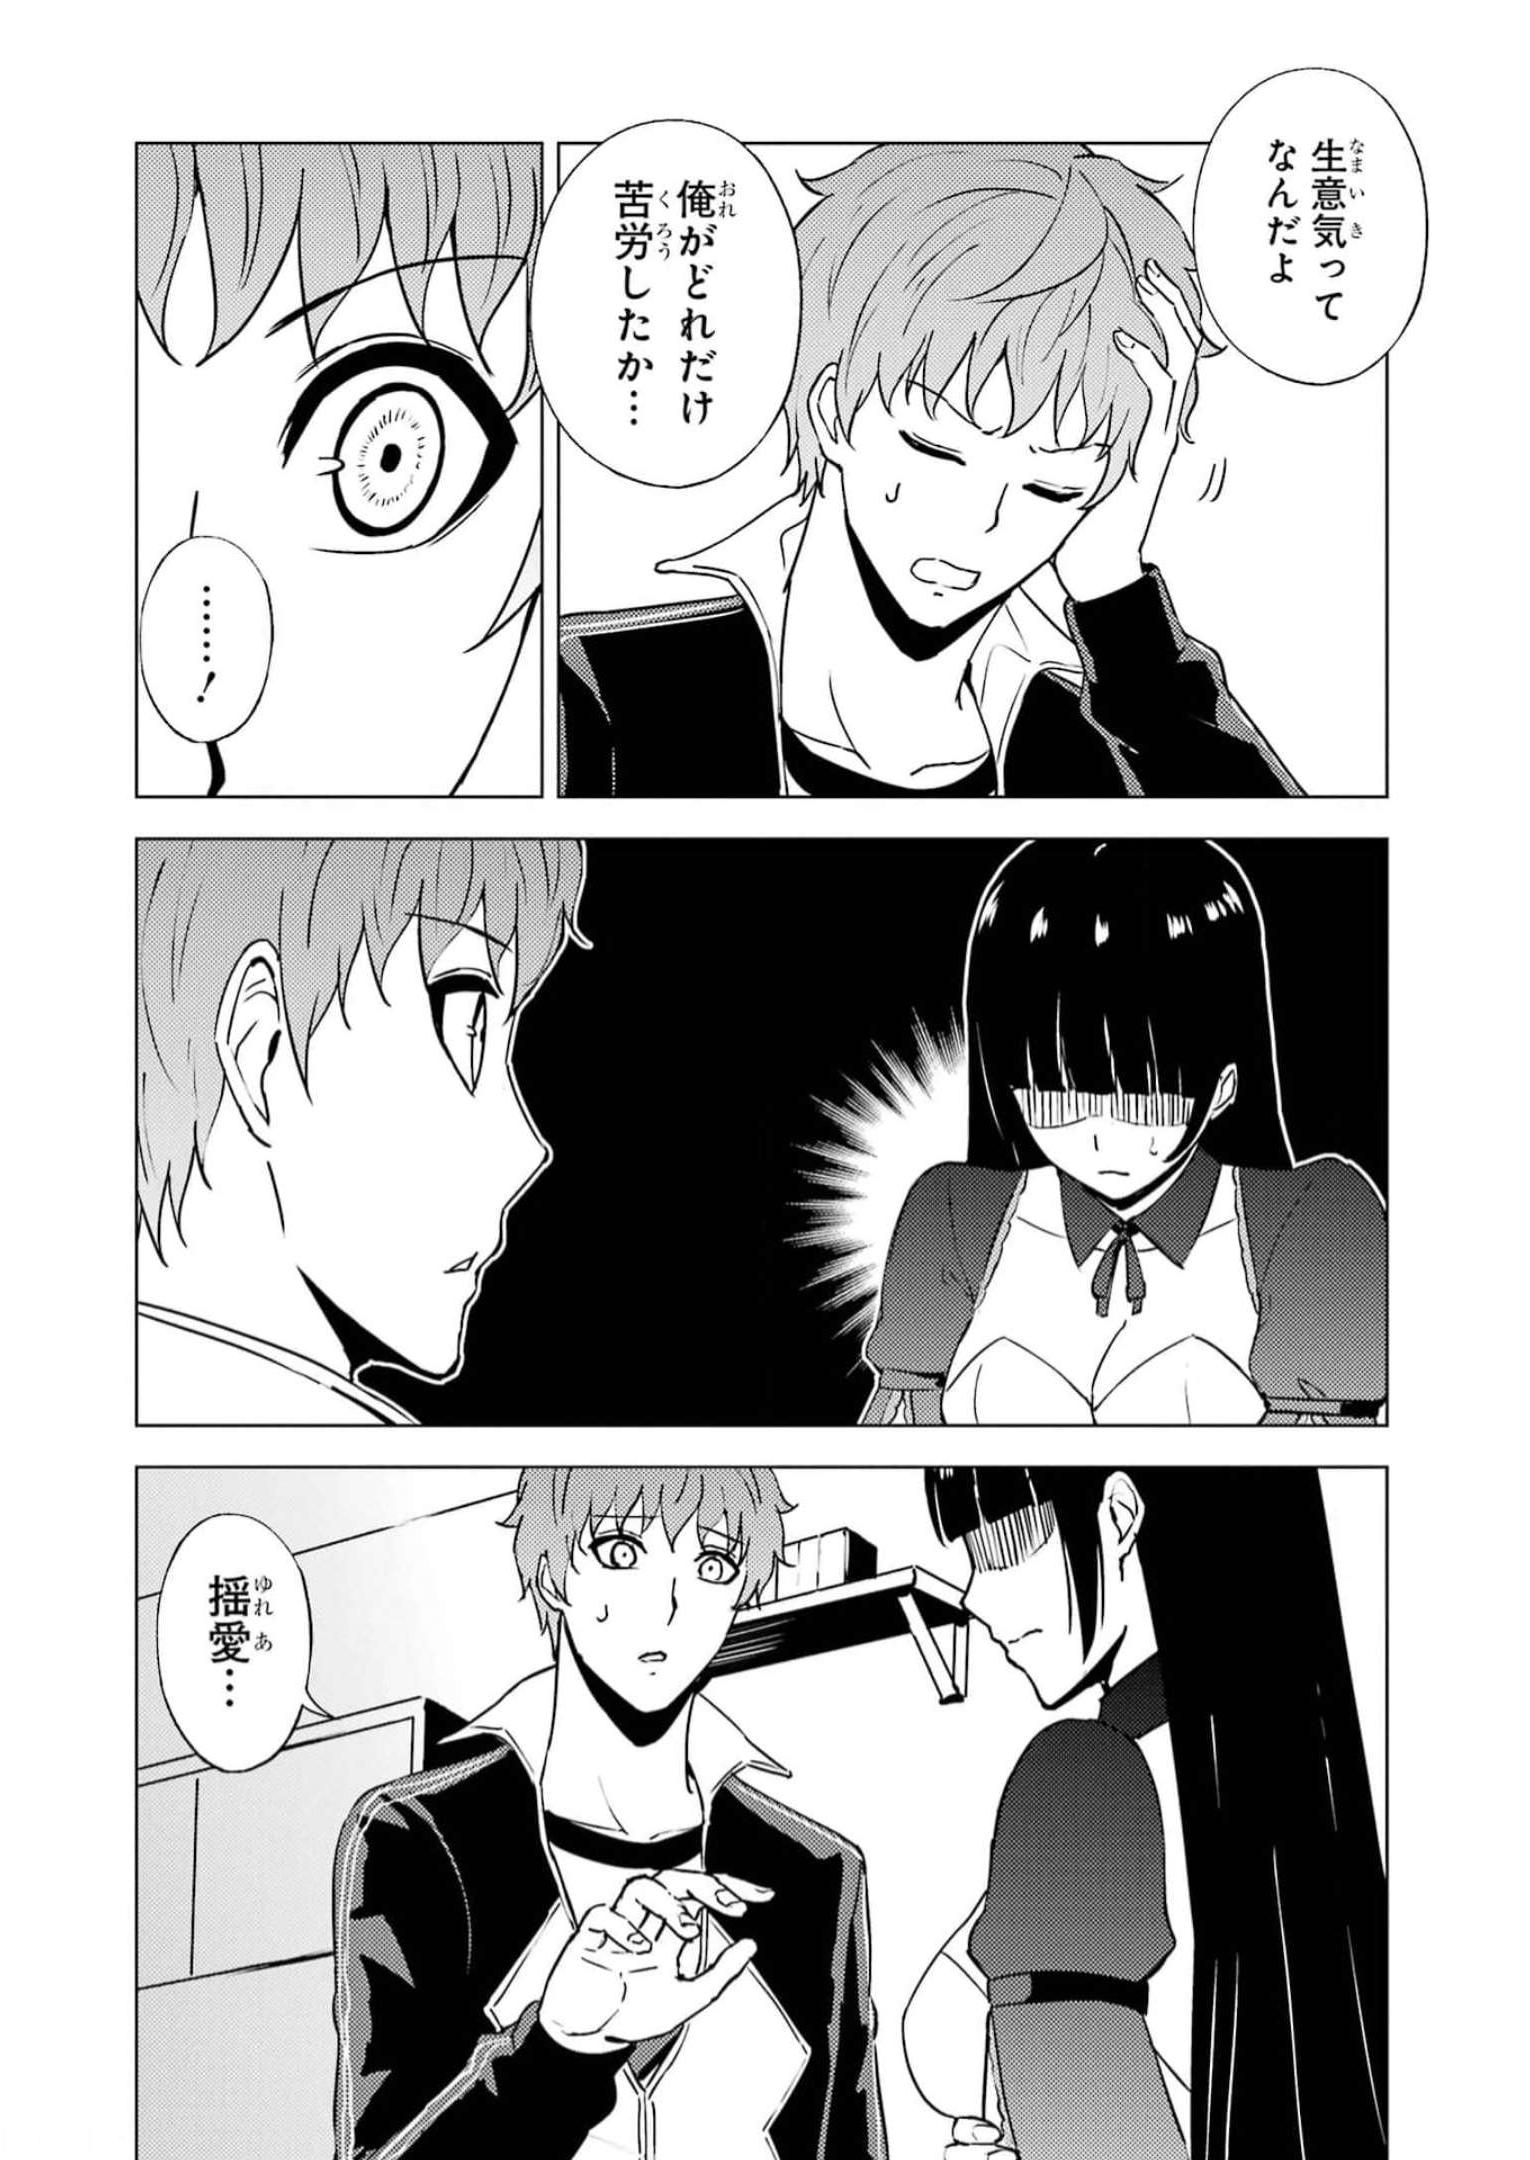 生意気って
なんだよ
俺がどれだけ
苦労したか…
………！
揺愛…